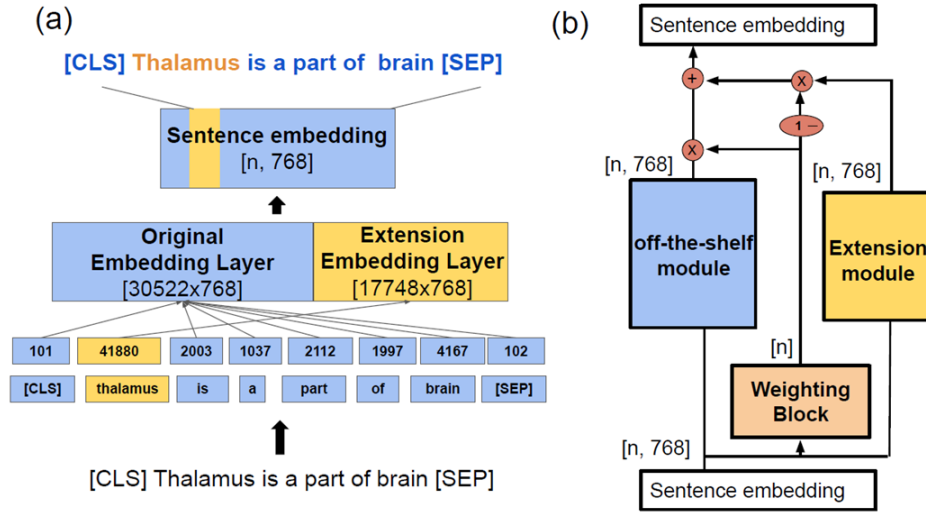 (a)
[CLS] Thalamus is a part of brain [SEP]
Sentence embedding
[n, 768]
Original
Embedding Layer
[30522x768]
Extension
Embedding Layer
[17748x768]
101 41880 2003 1037 2112 1997 4167 102
[CLS] thalamus is a part of brain [SEP]
[CLS] Thalamus is a part of brain [SEP]
(b)
Sentence embedding
+ X
1 –
X
[n, 768]
[n, 768]
off-the-shelf
module
Extension
module
[n]
Weighting
Block
[n, 768]
Sentence embedding